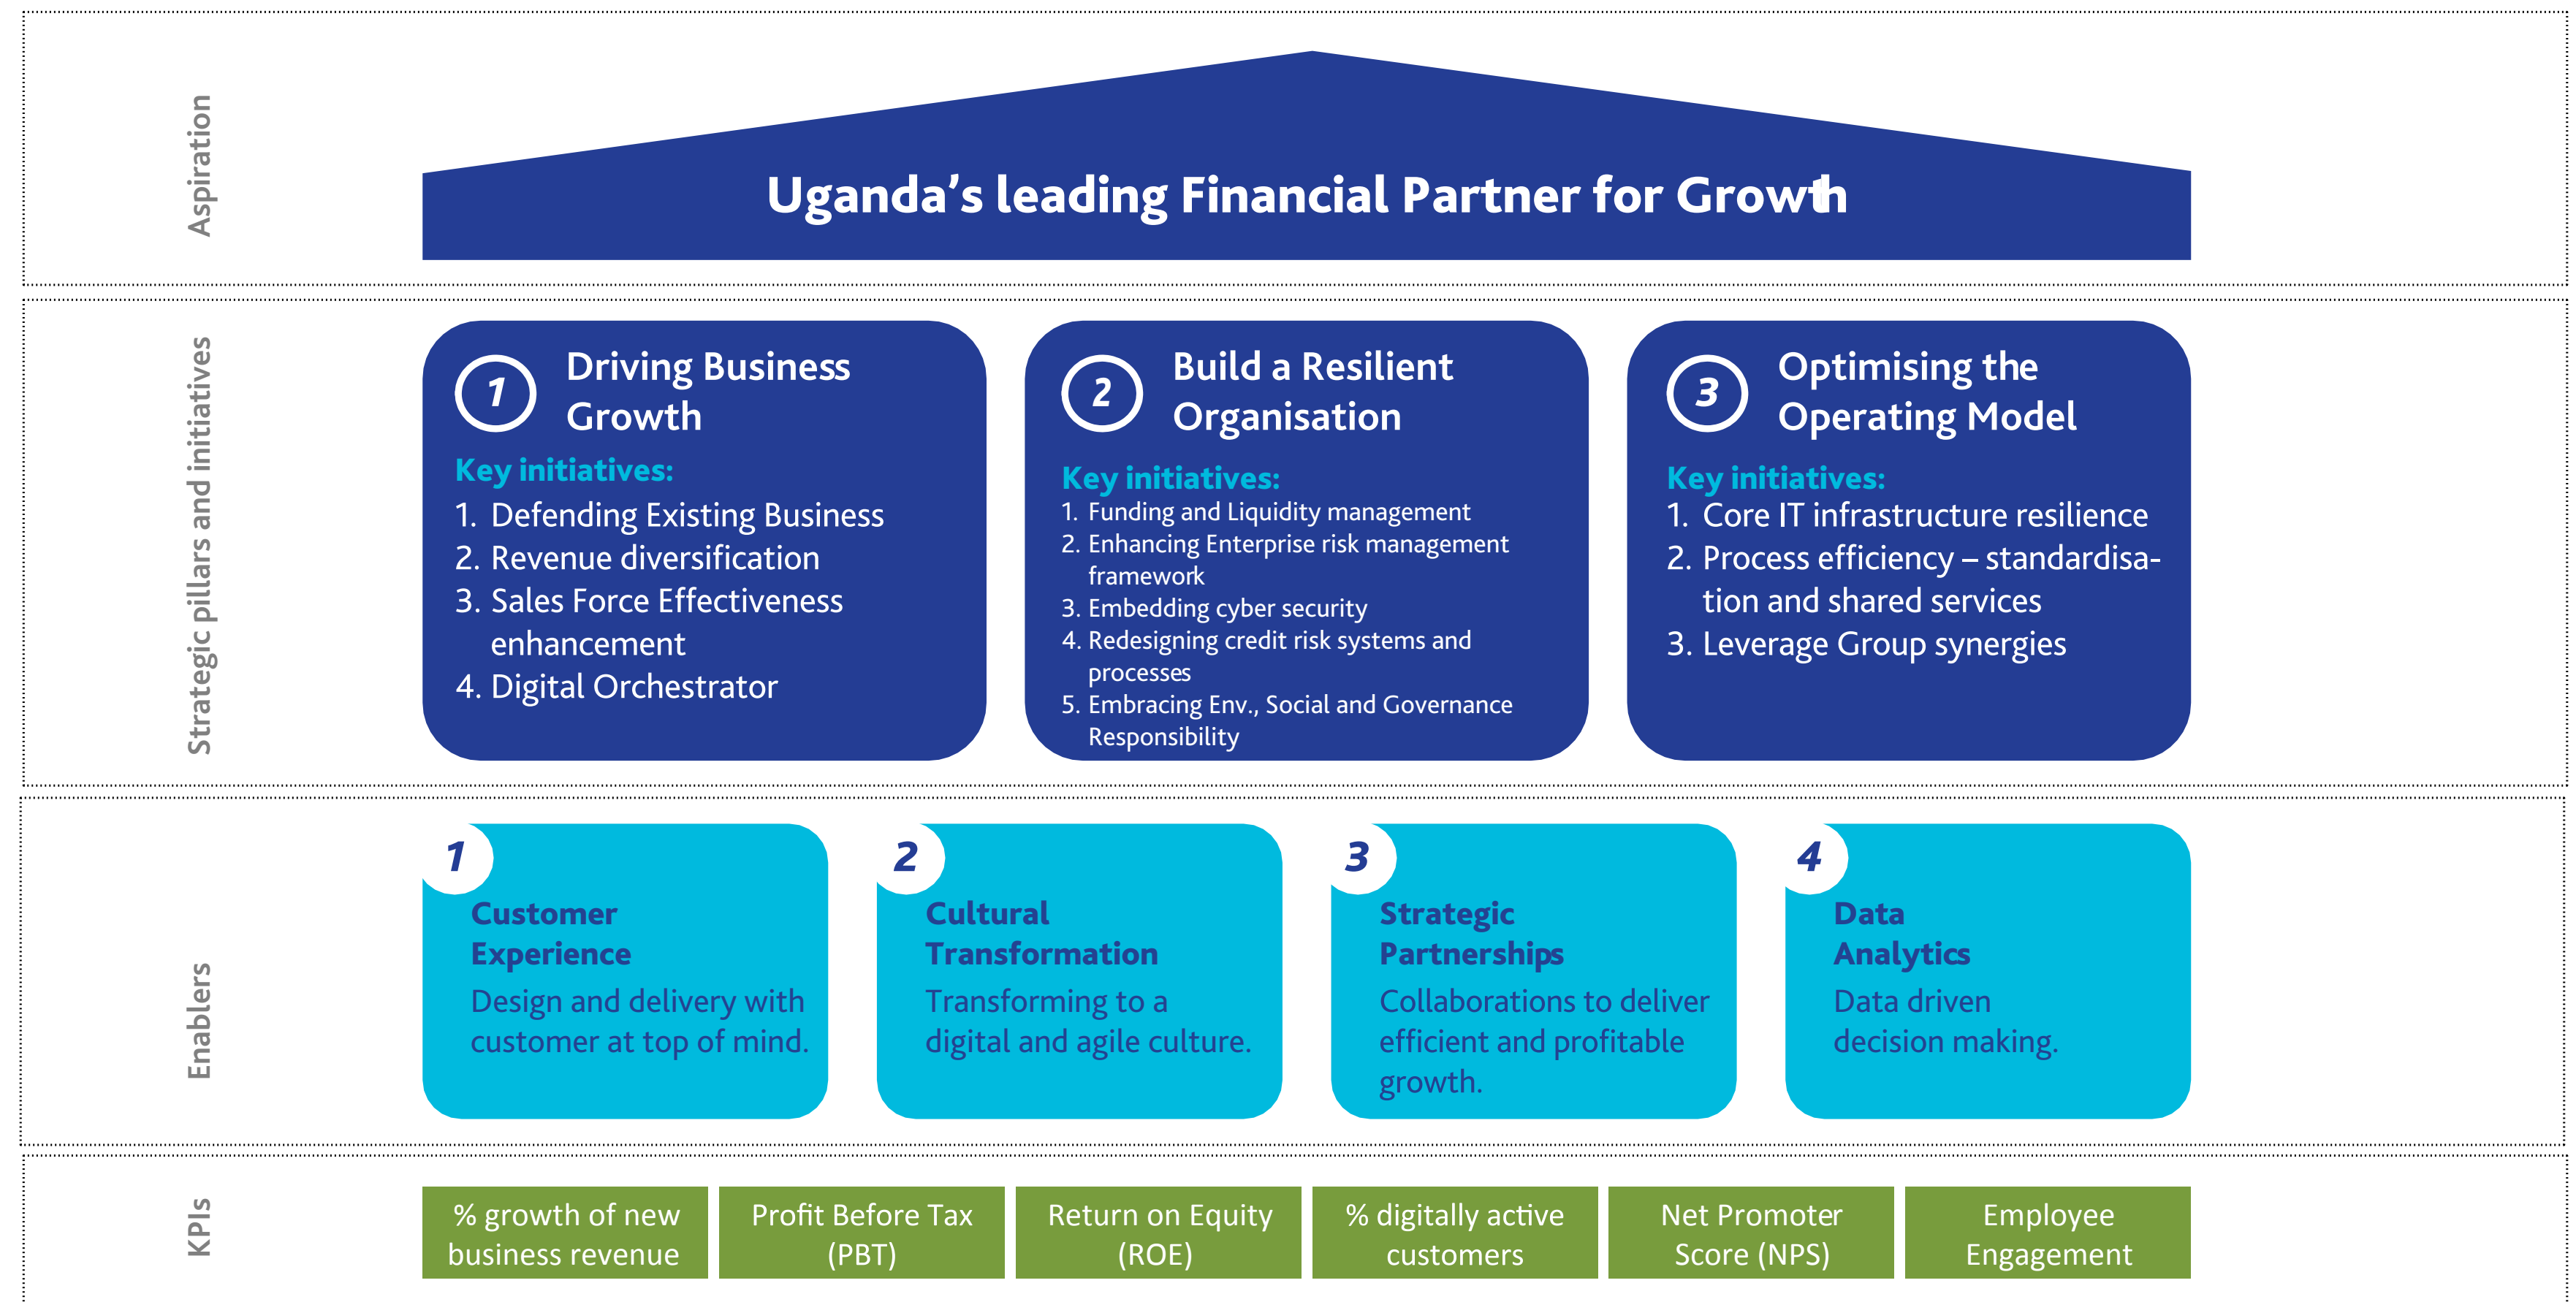 Aspiration
Uganda’s leading Financial Partner for Growth
Strategic pillars and initiatives
1
Driving Business
Growth
Key initiatives:
1. Defending Existing Business
2. Revenue diversification
3. Sales Force Effectiveness
enhancement
4. Digital Orchestrator
2
Build a Resilient
Organisation
Key initiatives:
1. Funding and Liquidity management
2. Enhancing Enterprise risk management
framework
3. Embedding cyber security
4. Redesigning credit risk systems and
processes
5. Embracing Env., Social and Governance
Responsibility
3
Optimising the
Operating Model
Key initiatives:
1. Core IT infrastructure resilience
2. Process efficiency – standardisa-
tion and shared services
3. Leverage Group synergies
Enablers
1
Customer
Experience
Design and delivery with
customer at top of mind.
2
Cultural
Transformation
Transforming to a
digital and agile culture.
3
Strategic
Partnerships
Collaborations to deliver
efficient and profitable
growth.
4
Data
Analytics
Data driven
decision making.
KPIs
% growth of new
business revenue
Profit Before Tax
(PBT)
Return on Equity
(ROE)
% digitally active
customers
Net Promoter
Score (NPS)
Employee
Engagement